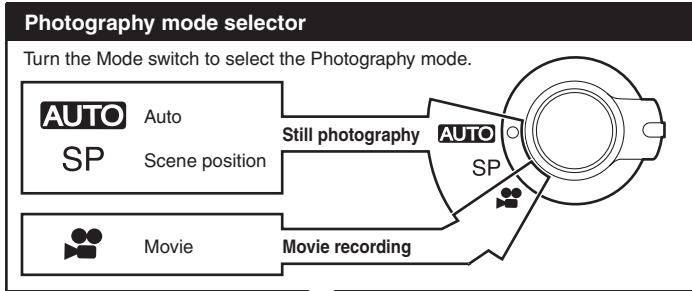 Photography mode selector
Turn the Mode switch to select the Photography mode.
AUTO Auto
SP Scene position
Still photography
AUTO
SP
Movie
Movie recording